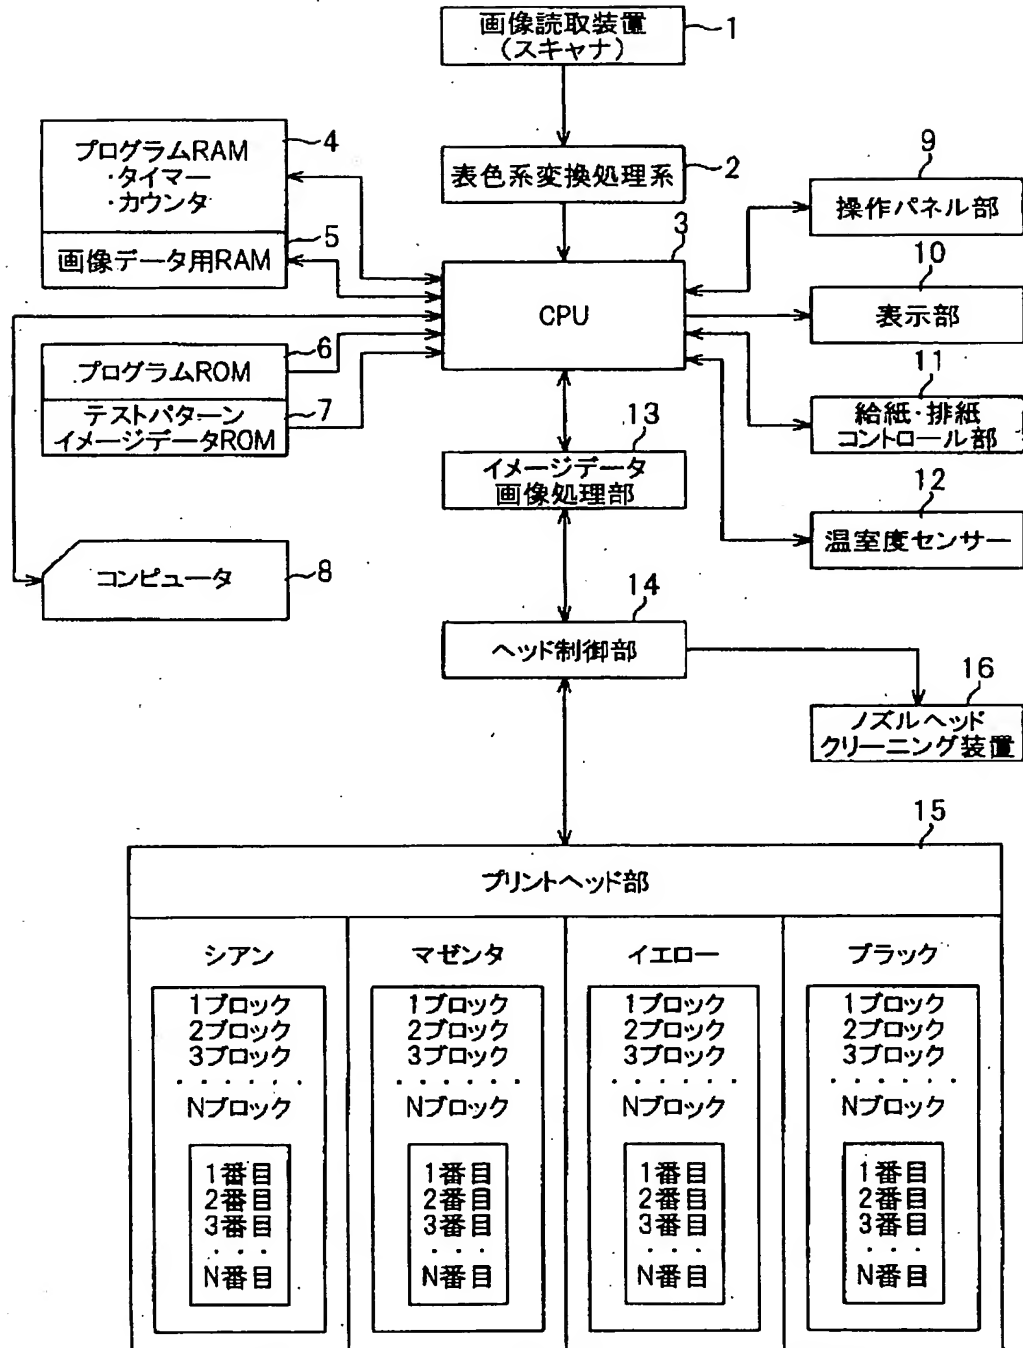 画像読取装置
(スキャナ)
1
表色系変換処理系
2
プログラムRAM
・タイマー
・カウンタ
4
画像データ用RAM
5
CPU
3
操作パネル部
9
表示部
10
プログラムROM
6
テストパターン
イメージデータROM
7
給紙・排紙
コントロール部
11
イメージデータ
画像処理部
13
温室度センサー
12
コンピュータ
8
ヘッド制御部
14
ノズルヘッド
クリーニング装置
16
プリントヘッド部
15
シアン
1ブロック
2ブロック
3ブロック
・・・・・・
Nブロック
1番目
2番目
3番目
・・・
N番目
マゼンタ
1ブロック
2ブロック
3ブロック
・・・・・・
Nブロック
1番目
2番目
3番目
・・・
N番目
イエロー
1ブロック
2ブロック
3ブロック
・・・・・・
Nブロック
1番目
2番目
3番目
・・・
N番目
ブラック
1ブロック
2ブロック
3ブロック
・・・・・・
Nブロック
1番目
2番目
3番目
・・・
N番目